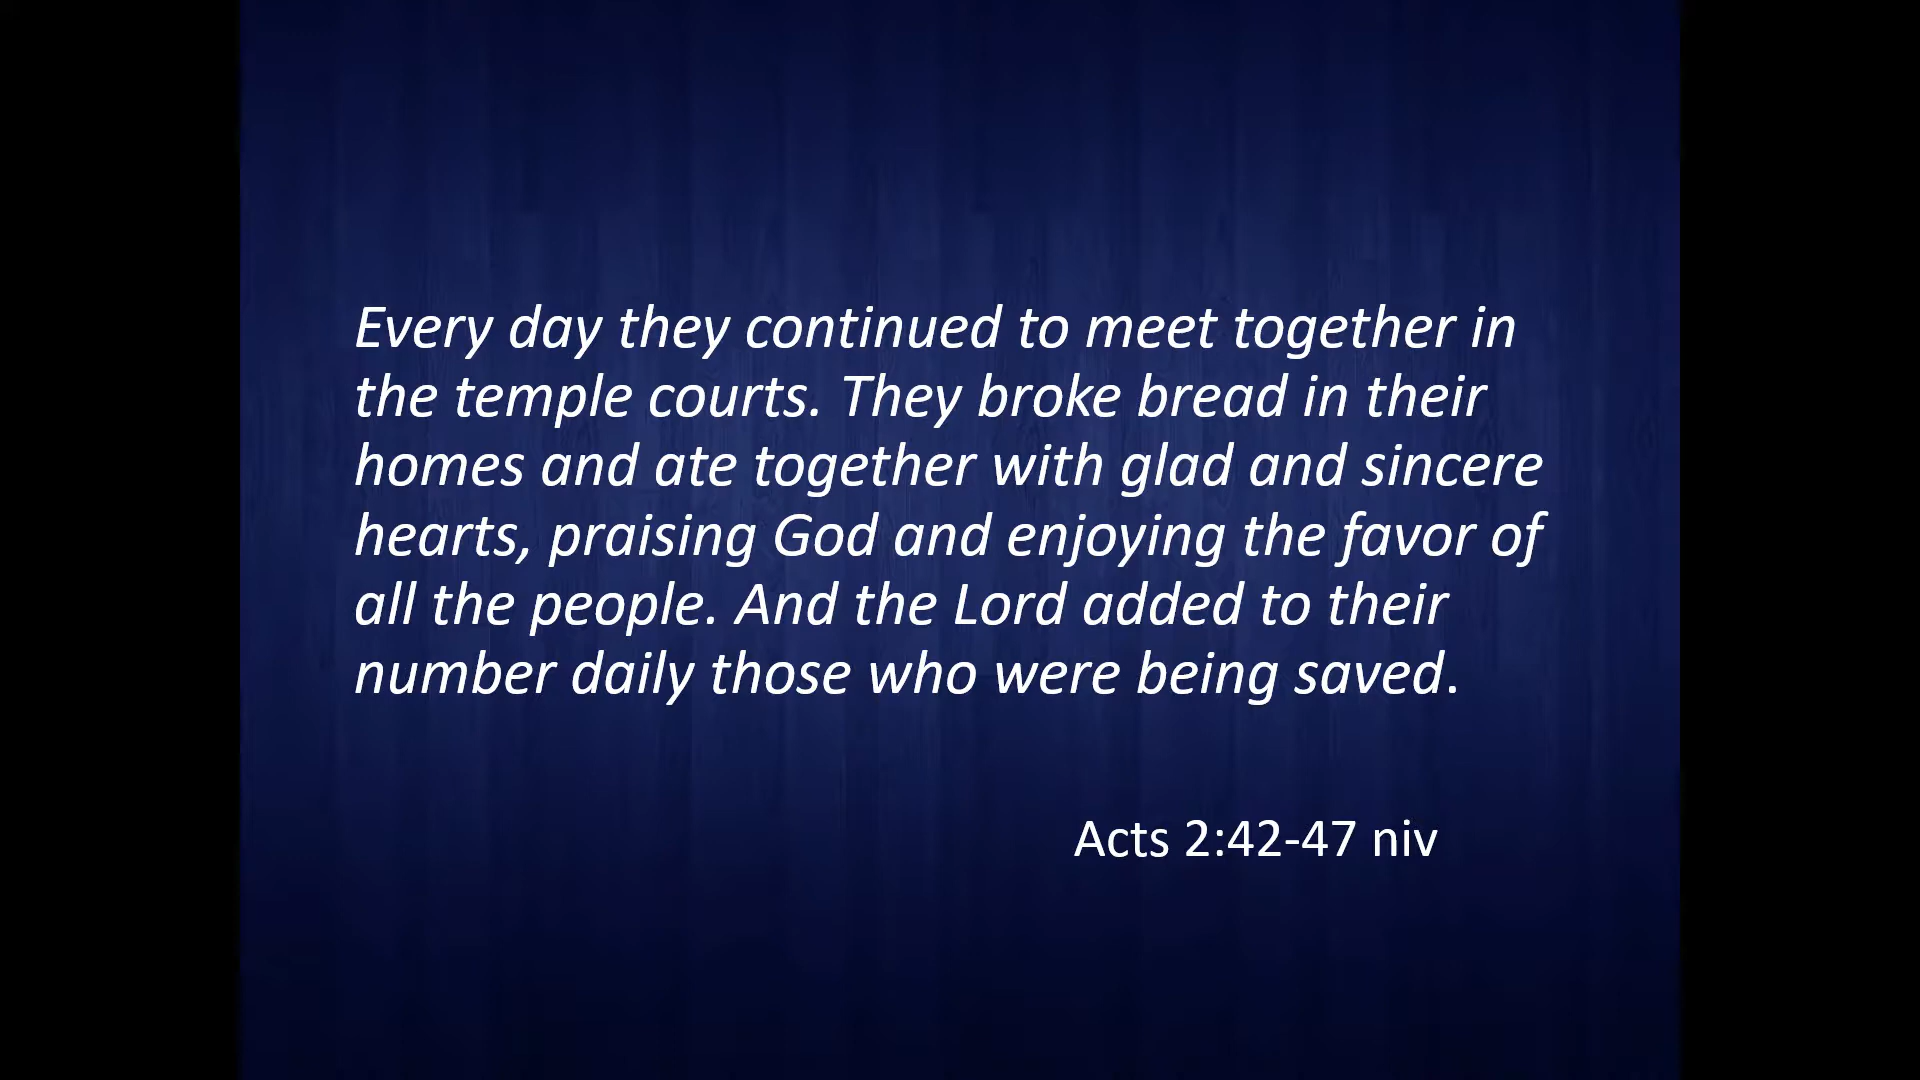 Every day they continued to meet together in
the temple courts. They broke bread in their
homes and ate together with glad and sincere
hearts, praising God and enjoying the favor of
all the people. And the Lord added to their
number daily those who were being saved.
Acts 2:42-47 niv